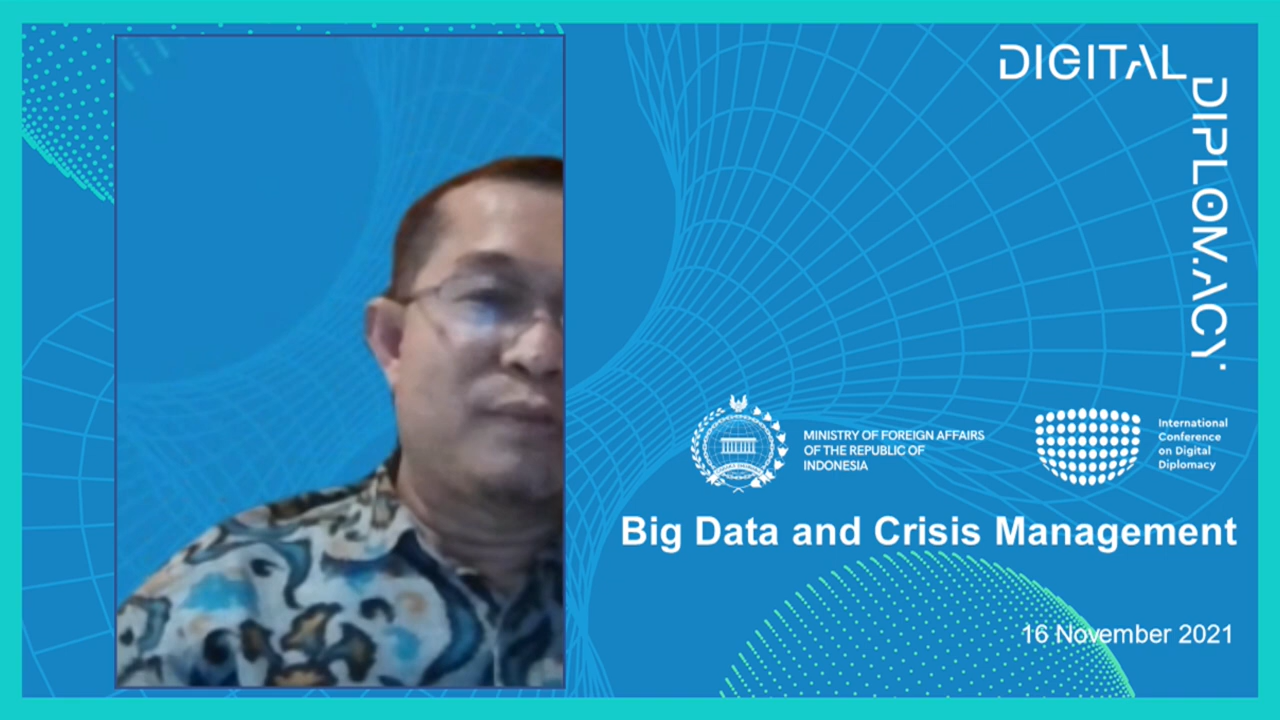 DIGITAL
DIPLOMACY.
MINISTRY OF FOREIGN AFFAIRS
OF THE REPUBLIC OF
INDONESIA
International
Conference
on Digital
Diplomacy
Big Data and Crisis Management
16 November 2021